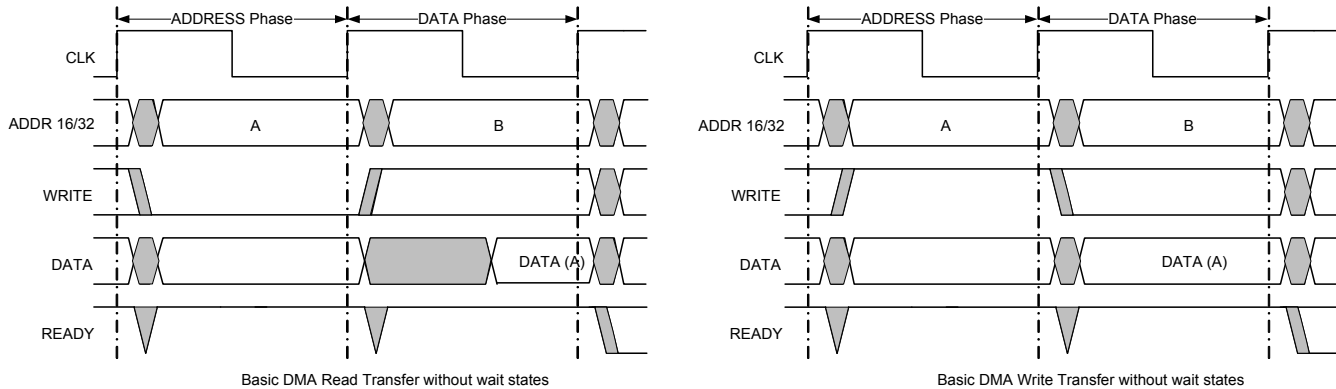 ADDRESS Phase DATA Phase
CLK
ADDR 16/32 A B
WRITE
DATA DATA (A)
READY
Basic DMA Read Transfer without wait states
ADDRESS Phase DATA Phase
CLK
ADDR 16/32 A B
WRITE
DATA DATA (A)
READY
Basic DMA Write Transfer without wait states